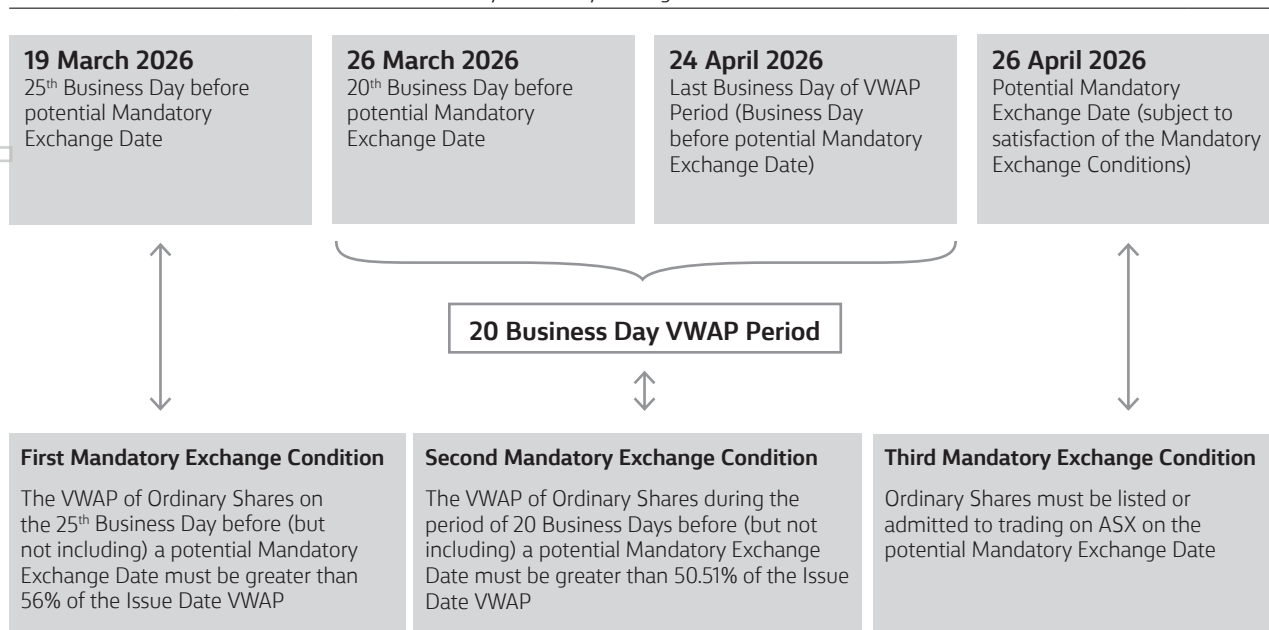 19 March 2026
25th Business Day before
potential Mandatory
Exchange Date
26 March 2026
20th Business Day before
potential Mandatory
Exchange Date
24 April 2026
Last Business Day of VWAP
Period (Business Day
before potential Mandatory
Exchange Date)
26 April 2026
Potential Mandatory
Exchange Date (subject to
satisfaction of the Mandatory
Exchange Conditions)
20 Business Day VWAP Period
First Mandatory Exchange Condition
The VWAP of Ordinary Shares on
the 25th Business Day before (but
not including) a potential Mandatory
Exchange Date must be greater than
56% of the Issue Date VWAP
Second Mandatory Exchange Condition
The VWAP of Ordinary Shares during the
period of 20 Business Days before (but not
including) a potential Mandatory Exchange
Date must be greater than 50.51% of the Issue
Date VWAP
Third Mandatory Exchange Condition
Ordinary Shares must be listed or
admitted to trading on ASX on the
potential Mandatory Exchange Date